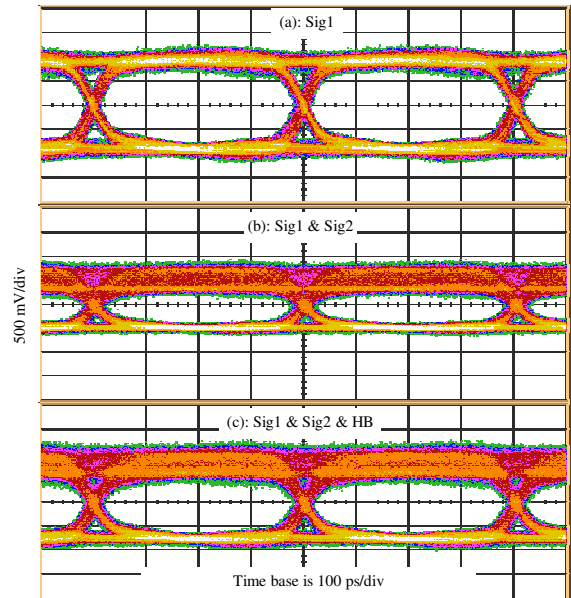 (a): Sig1
(b): Sig1 & Sig2
500 mV/div
(c): Sig1 & Sig2 & HB
Time base is 100 ps/div